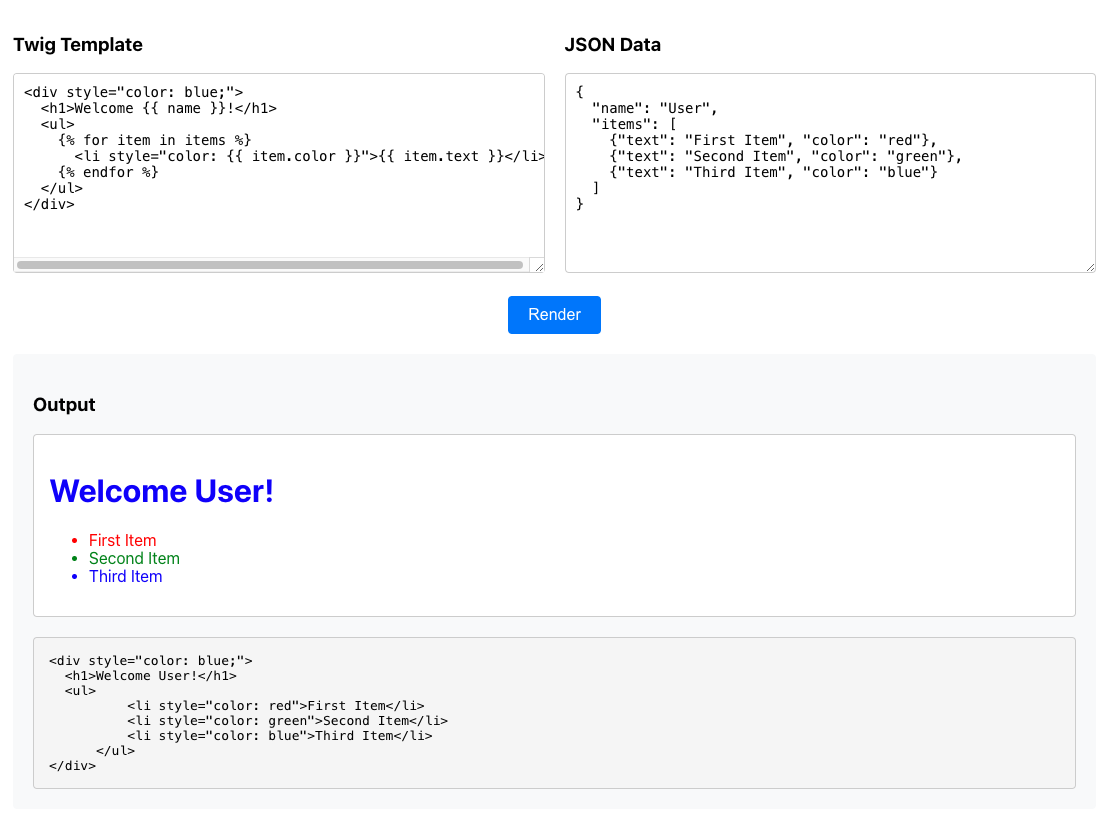 Twig Template
<div style="color: blue;">
  <h1>Welcome {{ name }}!</h1>
  <ul>
    {% for item in items %}
      <li style="color: {{ item.color }}">{{ item.text }}</li>
    {% endfor %}
  </ul>
</div>
JSON Data
{
  "name": "User",
  "items": [
    {"text": "First Item", "color": "red"},
    {"text": "Second Item", "color": "green"},
    {"text": "Third Item", "color": "blue"}
  ]
}
Render
Output
Welcome User!
• First Item
• Second Item
• Third Item
<div style="color: blue;">
  <h1>Welcome User!</h1>
  <ul>
          <li style="color: red">First Item</li>
          <li style="color: green">Second Item</li>
          <li style="color: blue">Third Item</li>
      </ul>
</div>